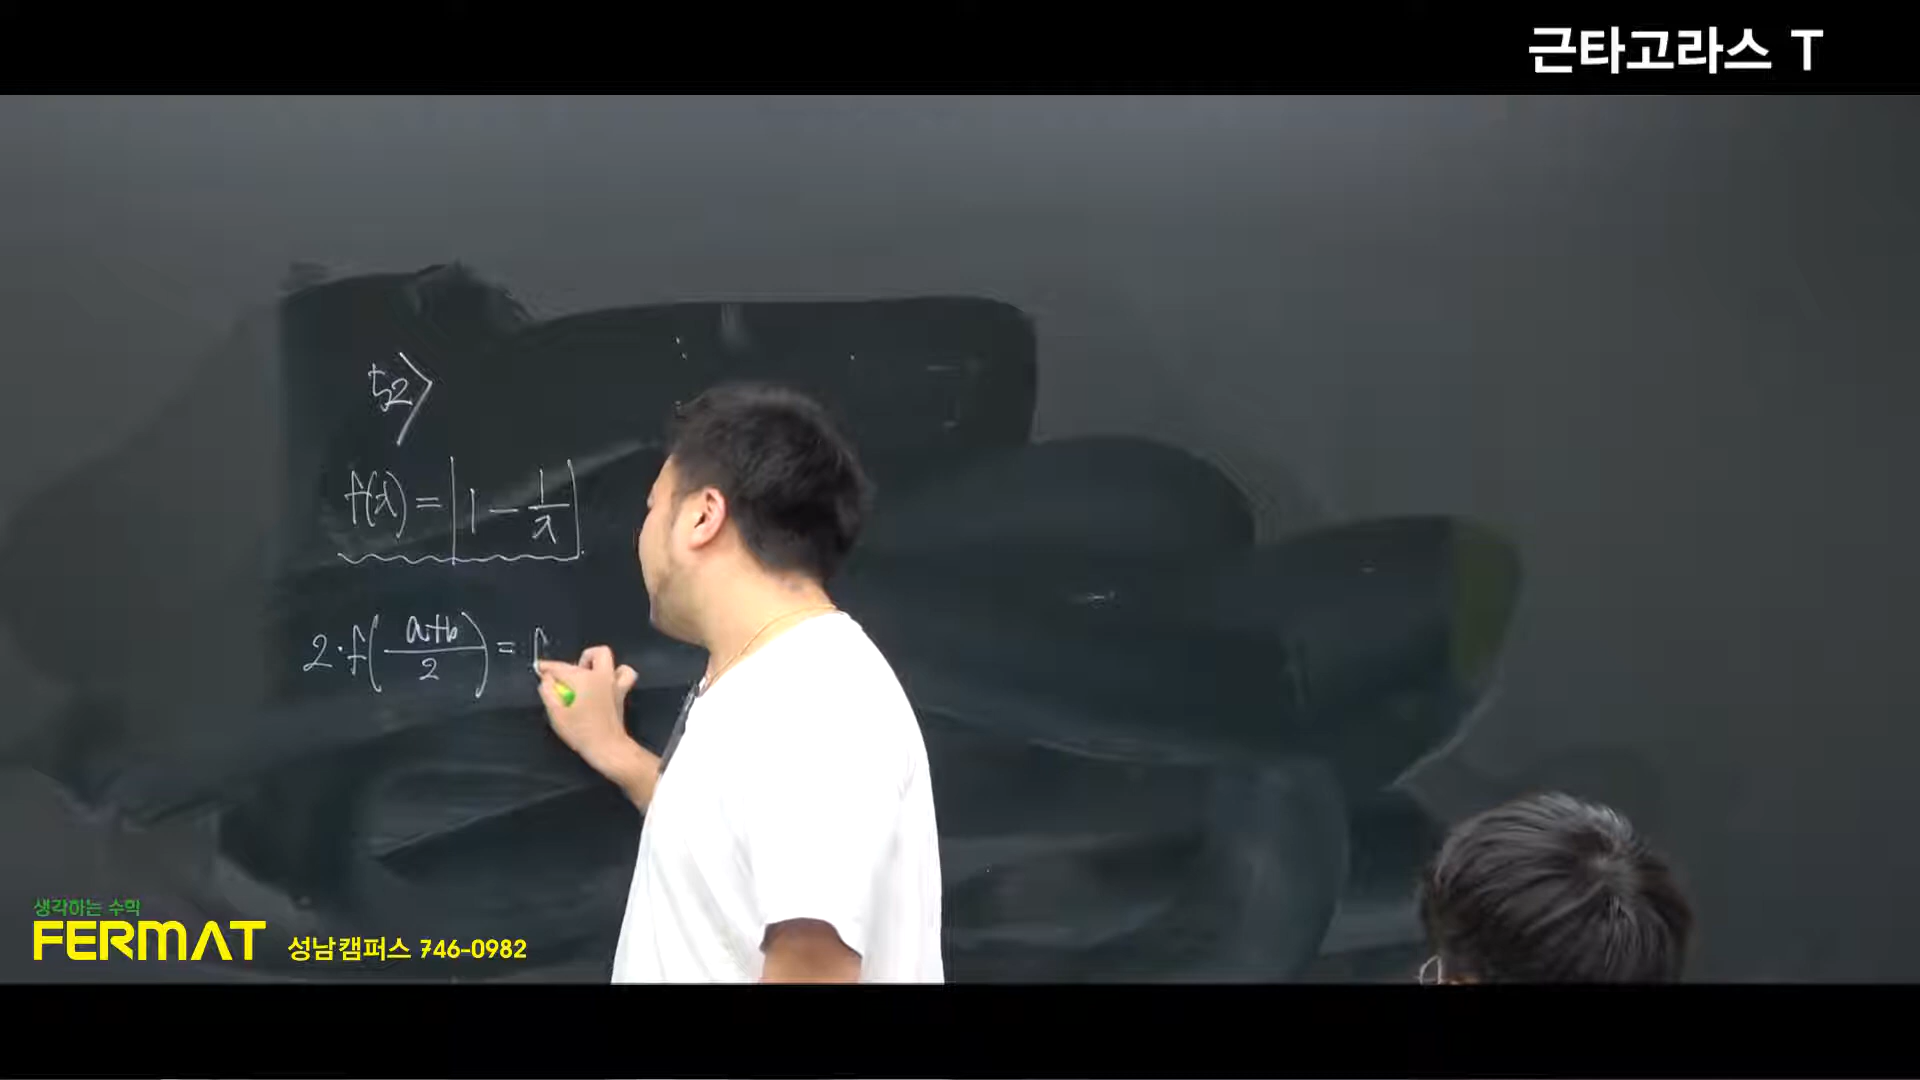 근타고라스 T
52>
f(x) = |1 - 1/x|
2·f((a+b)/2) = f
생각하는 수학
FERMAT 성남캠퍼스 746-0982